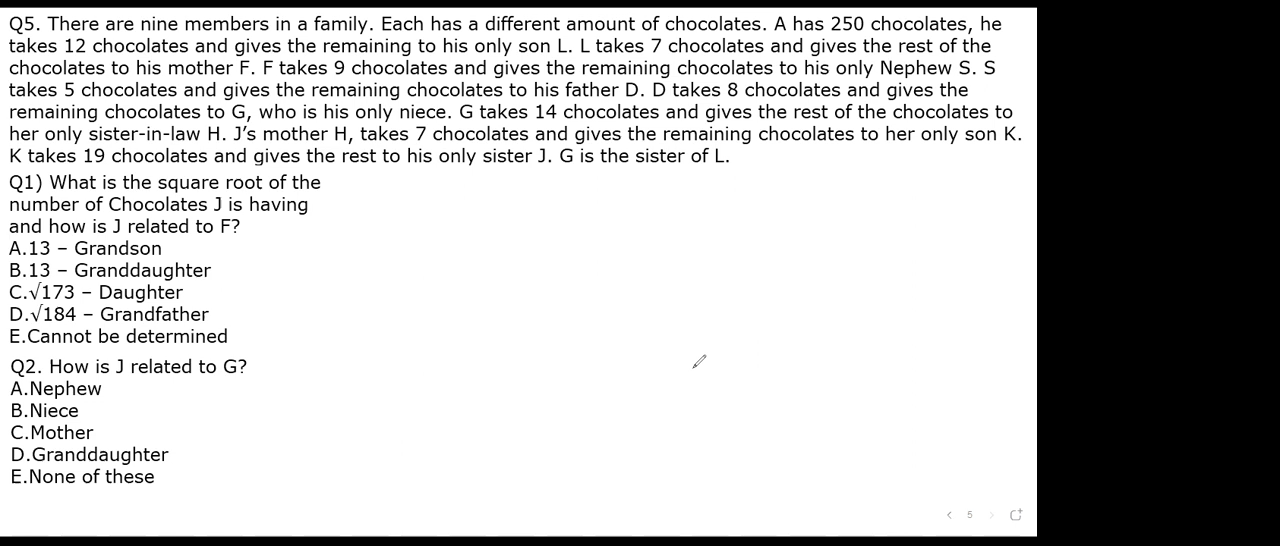 Q5. There are nine members in a family. Each has a different amount of chocolates. A has 250 chocolates, he
takes 12 chocolates and gives the remaining to his only son L. L takes 7 chocolates and gives the rest of the
chocolates to his mother F. F takes 9 chocolates and gives the remaining chocolates to his only Nephew S. S
takes 5 chocolates and gives the remaining chocolates to his father D. D takes 8 chocolates and gives the
remaining chocolates to G, who is his only niece. G takes 14 chocolates and gives the rest of the chocolates to
her only sister-in-law H. J’s mother H, takes 7 chocolates and gives the remaining chocolates to her only son K.
K takes 19 chocolates and gives the rest to his only sister J. G is the sister of L.
Q1) What is the square root of the
number of Chocolates J is having
and how is J related to F?
A.13 – Grandson
B.13 – Granddaughter
C.√173 – Daughter
D.√184 – Grandfather
E.Cannot be determined
Q2. How is J related to G?
A.Nephew
B.Niece
C.Mother
D.Granddaughter
E.None of these
5